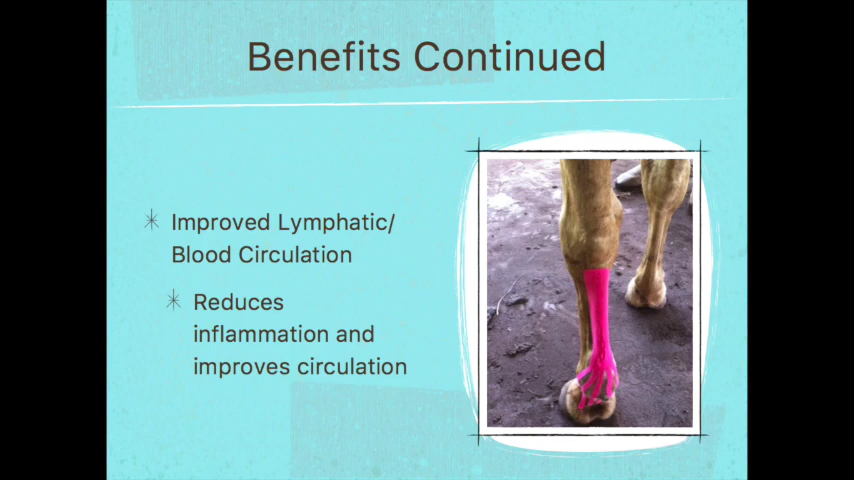 Benefits Continued
Improved Lymphatic/
Blood Circulation
Reduces
inflammation and
improves circulation